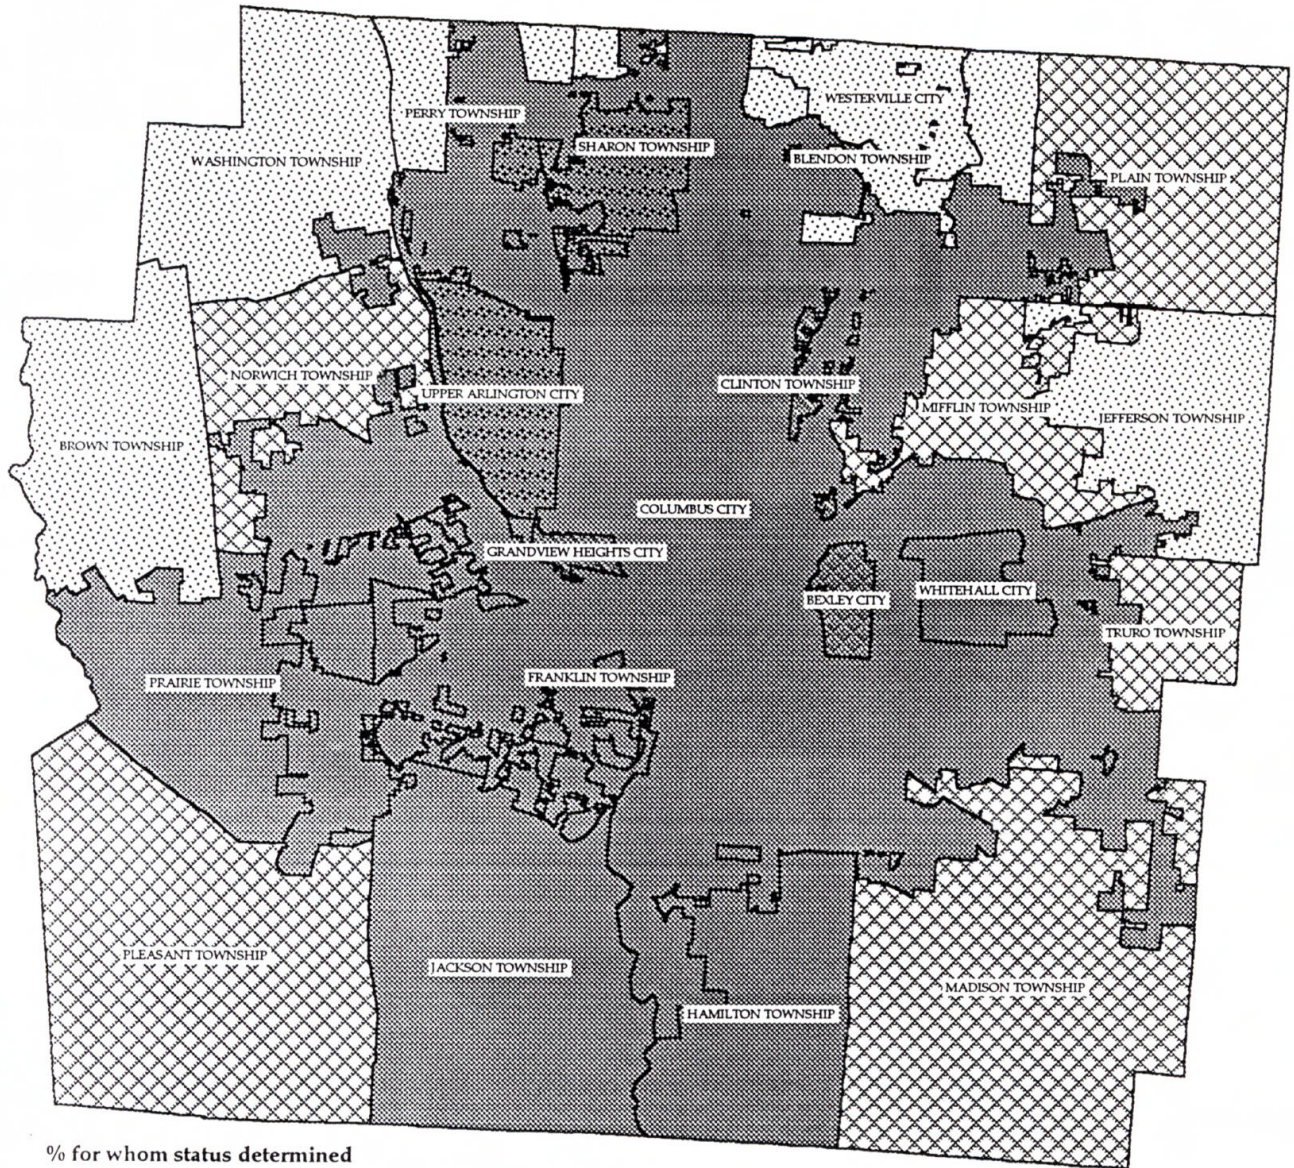 WESTERVILLE CITY
PERRY TOWNSHIP
SHARON TOWNSHIP
WASHINGTON TOWNSHIP
BLENDON TOWNSHIP
PLAIN TOWNSHIP
NORWICH TOWNSHIP
UPPER ARLINGTON CITY
CLINTON TOWNSHIP
MIFFLIN TOWNSHIP
JEFFERSON TOWNSHIP
BROWN TOWNSHIP
COLUMBUS CITY
GRANDVIEW HEIGHTS CITY
BEXLEY CITY
WHITEHALL CITY
TRURO TOWNSHIP
PRAIRIE TOWNSHIP
FRANKLIN TOWNSHIP
PLEASANT TOWNSHIP
JACKSON TOWNSHIP
MADISON TOWNSHIP
HAMILTON TOWNSHIP
% for whom status determined